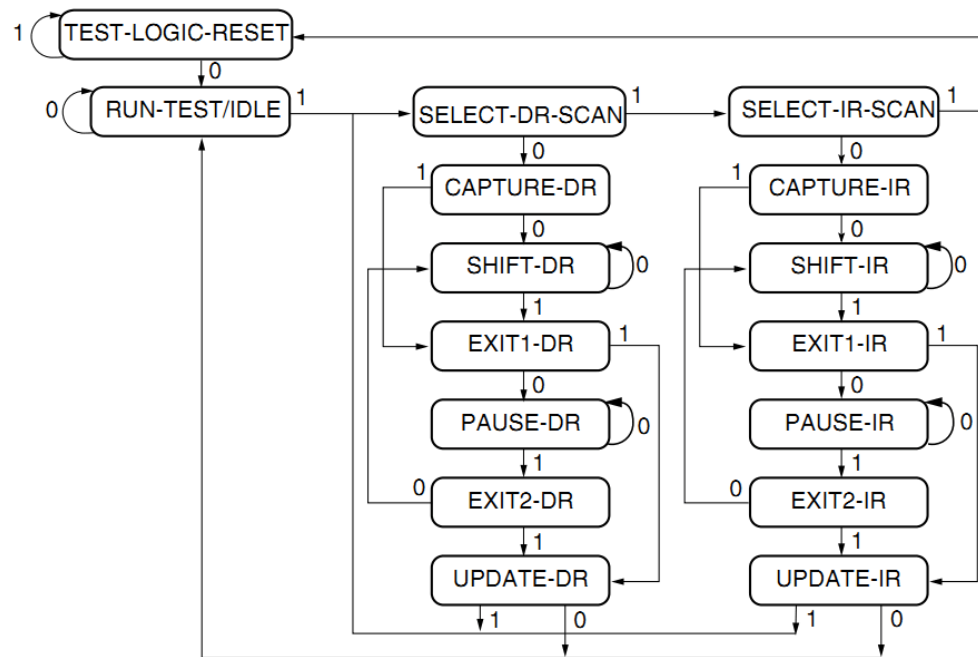 1 TEST-LOGIC-RESET
0
0 RUN-TEST/IDLE 1
SELECT-DR-SCAN 1
SELECT-IR-SCAN 1
0
0
1 CAPTURE-DR
1 CAPTURE-IR
0
0
SHIFT-DR 0
SHIFT-IR 0
1
1
EXIT1-DR 1
EXIT1-IR 1
0
0
PAUSE-DR 0
PAUSE-IR 0
1
1
0 EXIT2-DR
0 EXIT2-IR
1
1
UPDATE-DR
UPDATE-IR
1 0
1 0